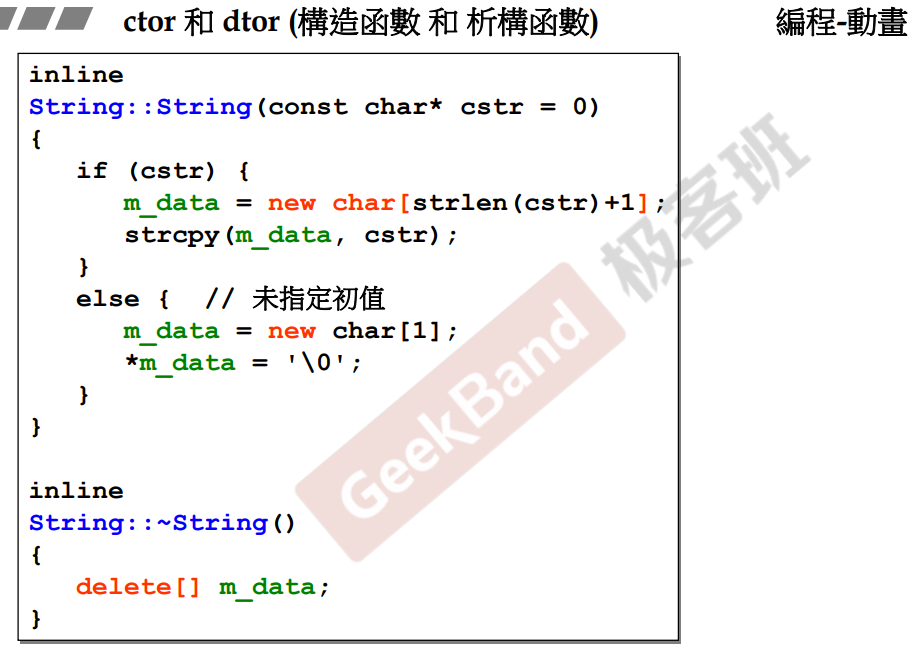 ctor 和 dtor (構造函數 和 析構函數) 編程-動畫
inline
String::String(const char* cstr = 0)
{
   if (cstr) {
      m_data = new char[strlen(cstr)+1];
      strcpy(m_data, cstr);
   }
   else {  // 未指定初值
      m_data = new char[1];
      *m_data = '\0';
   }
}

inline
String::~String()
{
   delete[] m_data;
}
GeekBand 极客班